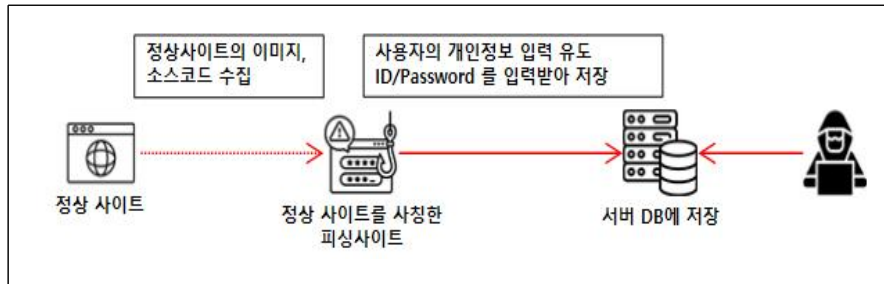 정상사이트의 이미지,
소스코드 수집
사용자의 개인정보 입력 유도
ID/Password 를 입력받아 저장
정상 사이트
정상 사이트를 사칭한
피싱사이트
서버 DB에 저장